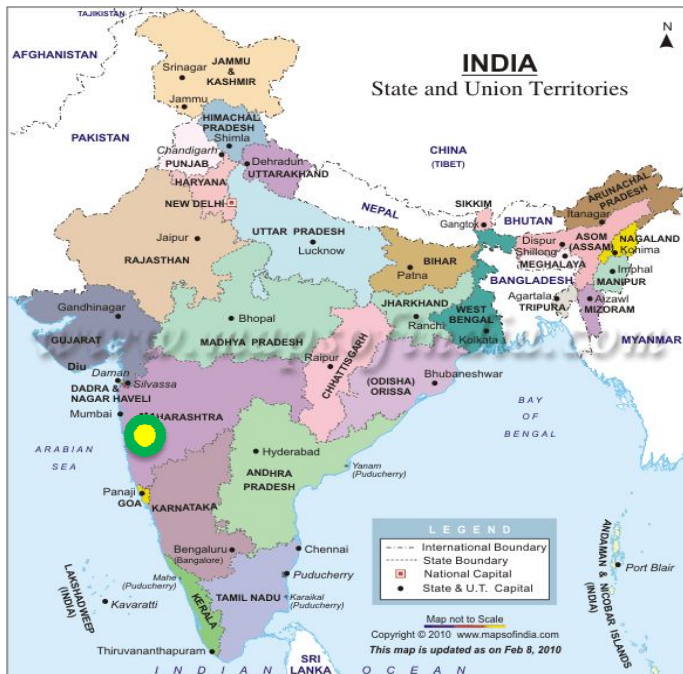 TAJIKISTAN
AFGHANISTAN
N
INDIA
State and Union Territories
JAMMU
&
KASHMIR
Srinagar
Jammu
HIMACHAL
PRADESH
Shimla
PAKISTAN
Chandigarh
PUNJAB
CHINA
(TIBET)
Dehradun
UTTARAKHAND
HARYANA
NEW DELHI
ARUNACHAL
PRADESH
Itanagar
SIKKIM
Gangtok
NEPAL
BHUTAN
UTTAR PRADESH
Lucknow
Jaipur
RAJASTHAN
Dispur
ASOM
(ASSAM)
NAGALAND
Kohima
Shillong
MEGHALAYA
BIHAR
Patna
Imphal
MANIPUR
BANGLADESH
Gandhinagar
GUJARAT
Bhopal
MADHYA PRADESH
JHARKHAND
Ranchi
WEST
BENGAL
Kolkata
Agartala
TRIPURA
Aizawl
MIZORAM
MYANMAR
www.mapsofindia.com
Diu
Daman
Silvassa
DADRA &
NAGAR HAVELI
Raipur
CHHATTISGARH
(ODISHA)
ORISSA
Bhubaneshwar
Mumbai
MAHARASHTRA
BAY
OF
BENGAL
ARABIAN
SEA
Hyderabad
ANDHRA
PRADESH
Yanam
(Puducherry)
Panaji
GOA
KARNATAKA
LEGEND
International Boundary
State Boundary
National Capital
State & U.T. Capital
Bengaluru
(Bangalore)
Chennai
Puducherry
Mahe
(Puducherry)
Karaikal
(Puducherry)
TAMIL NADU
KERALA
LAKSHADWEEP
(INDIA)
Kavaratti
ANDAMAN & NICOBAR ISLANDS
(INDIA)
Port Blair
Map not to Scale
Copyright © 2010 www.mapsofindia.com
This map is updated as on Feb 8, 2010
Thiruvananthapuram
SRI
LANKA
INDIAN OCEAN